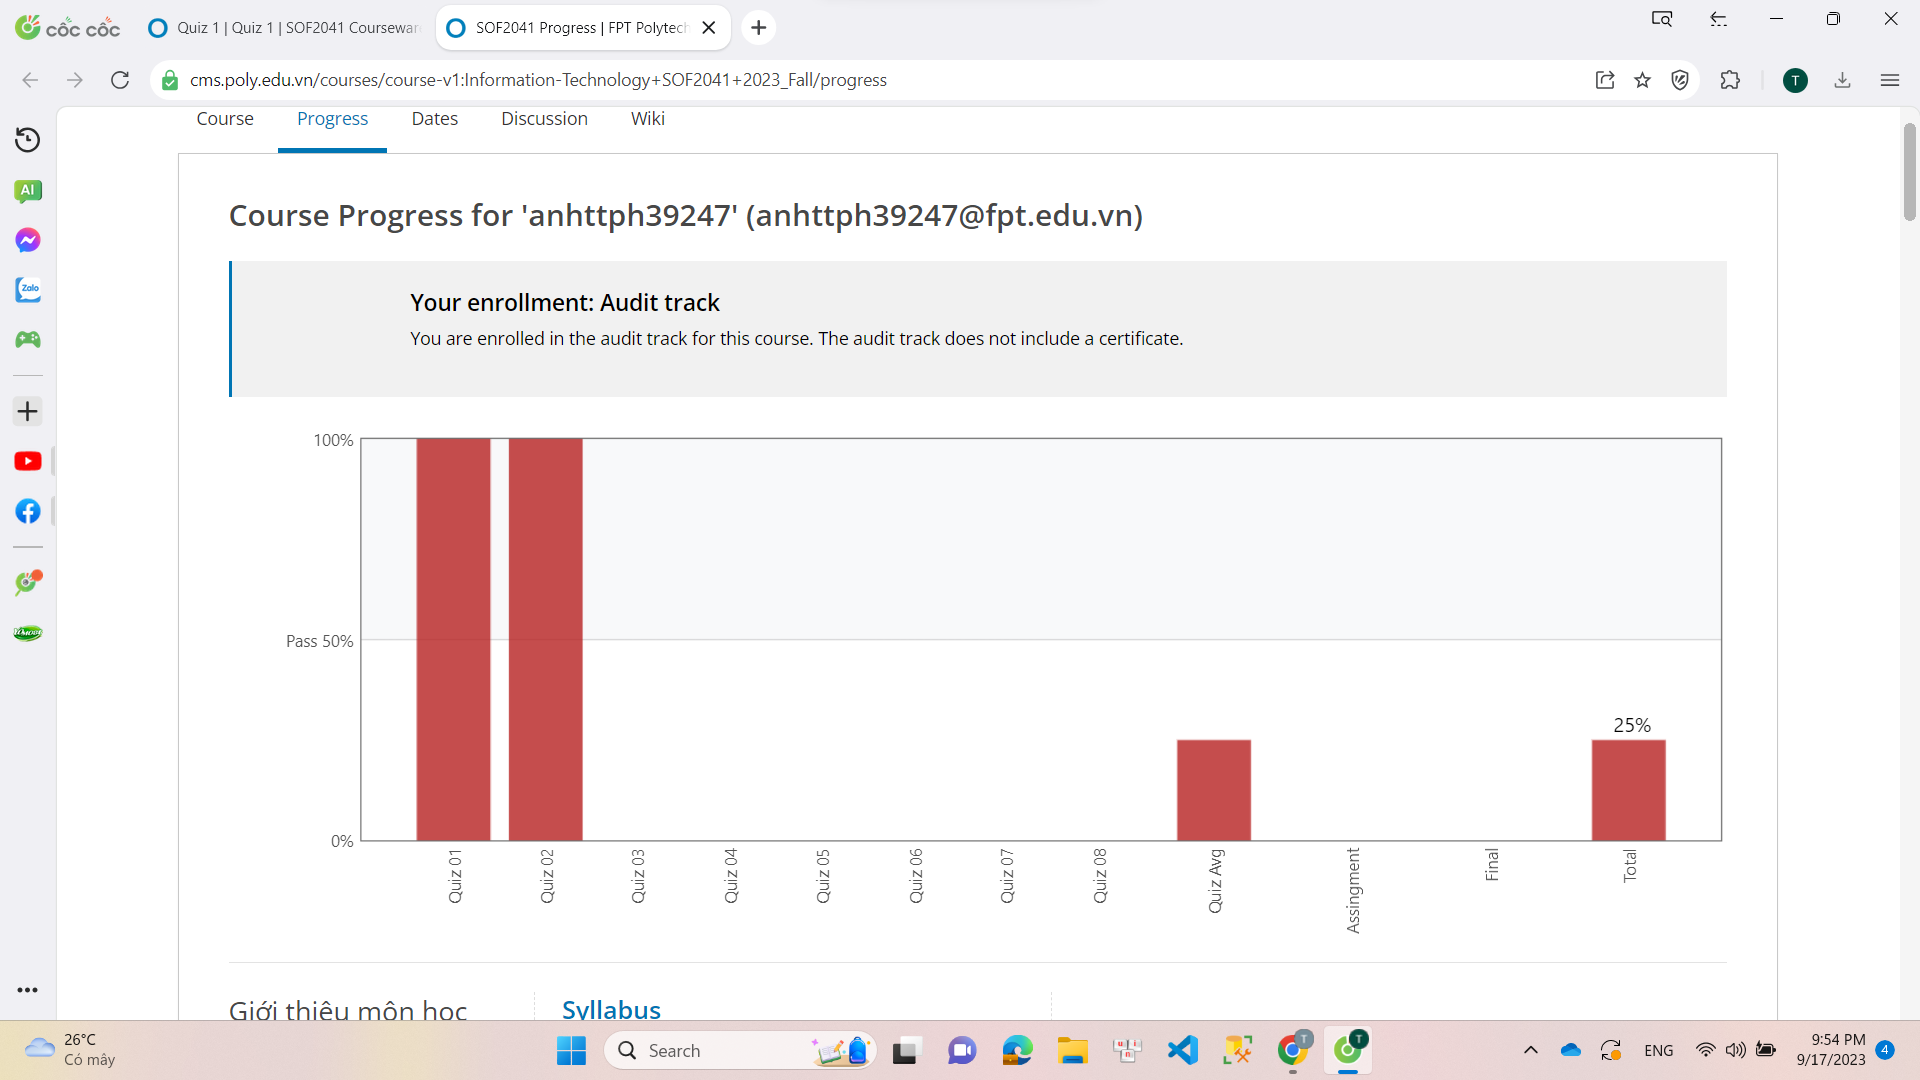 cốc cốc
Quiz 1 | Quiz 1 | SOF2041 Coursewar
SOF2041 Progress | FPT Polytech
cms.poly.edu.vn/courses/course-v1:Information-Technology+SOF2041+2023_Fall/progress
T
AI
Zalo
Course
Progress
Dates
Discussion
Wiki
Course Progress for 'anhttph39247' (anhttph39247@fpt.edu.vn)
Your enrollment: Audit track
You are enrolled in the audit track for this course. The audit track does not include a certificate.
100%
Pass 50%
0%
25%
Quiz 01
Quiz 02
Quiz 03
Quiz 04
Quiz 05
Quiz 06
Quiz 07
Quiz 08
Quiz Avg
Assingment
Final
Total
Giới thiệu môn học
Syllabus
26°C
Có mây
Search
T
T
ENG
9:54 PM
9/17/2023
4